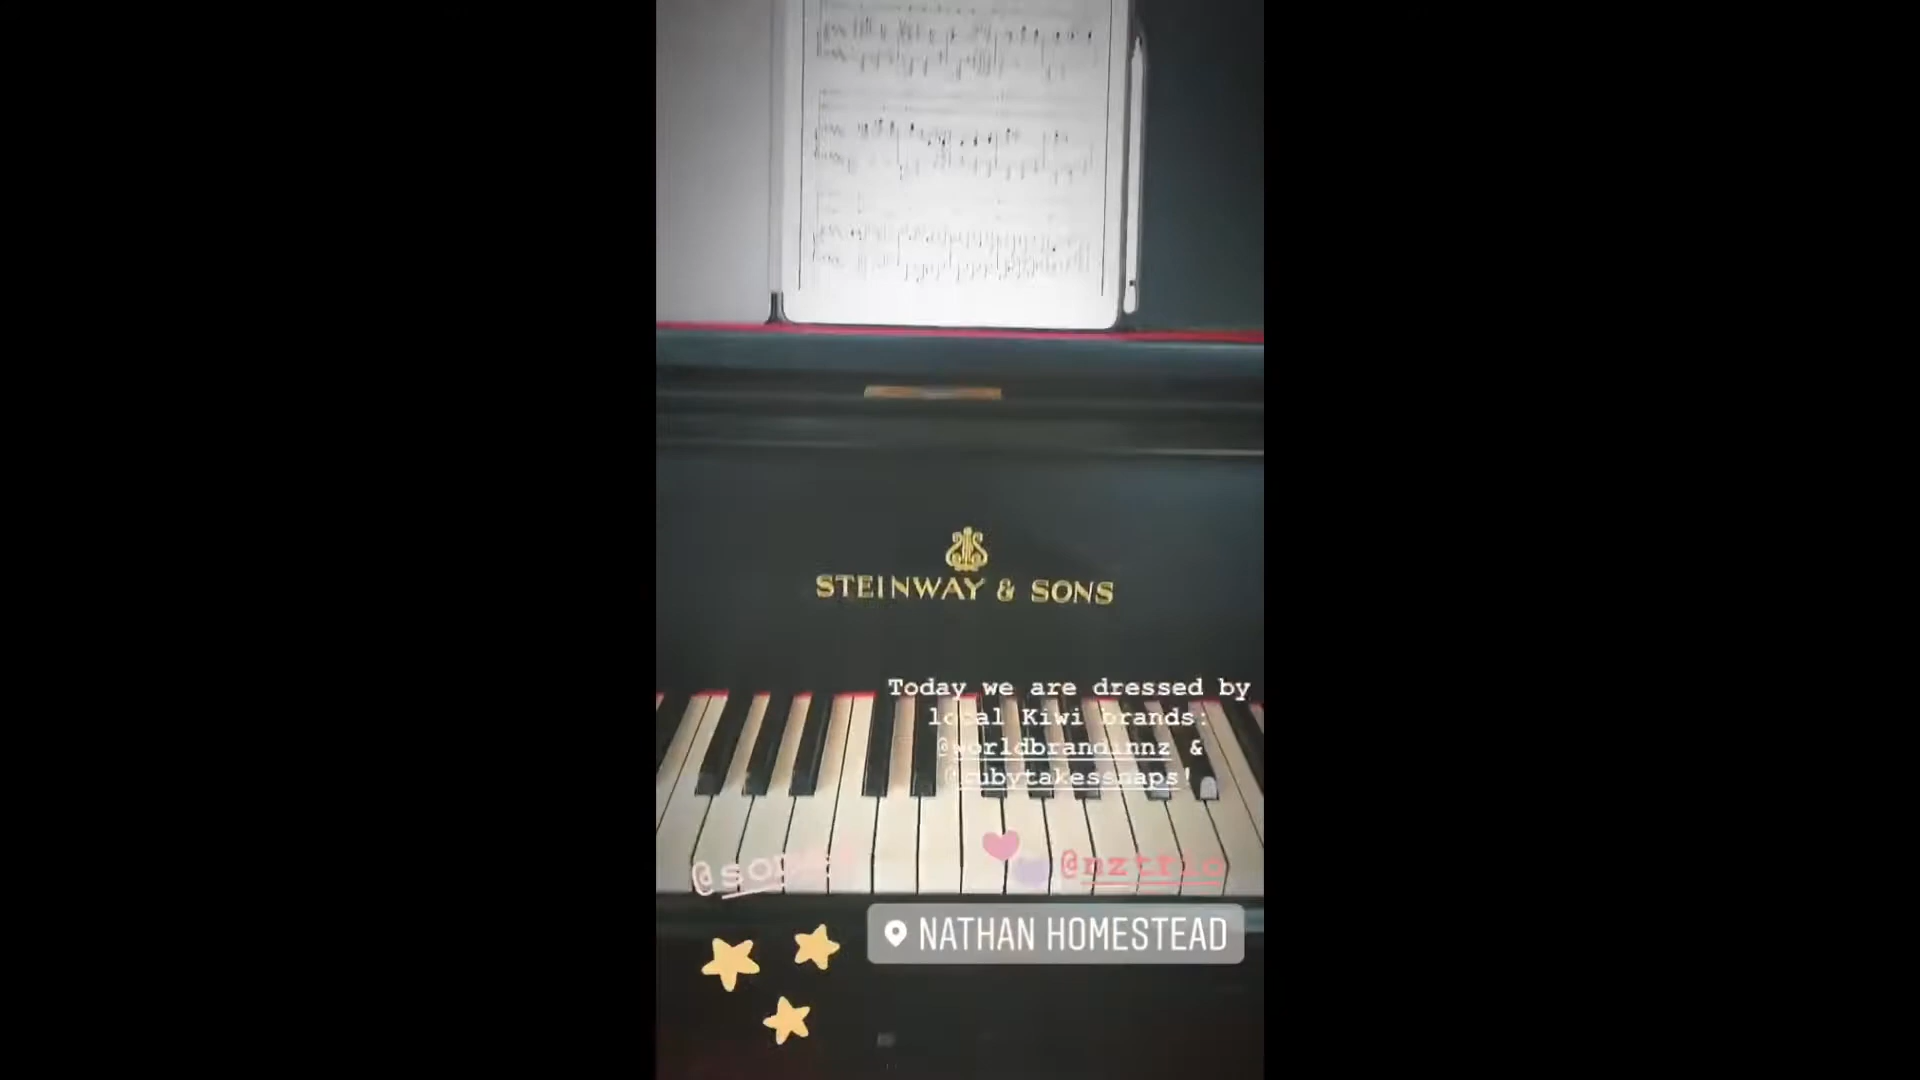 STEINWAY & SONS
Today we are dressed by
local Kiwi brands:
@worldbrandinnz &
@rubytakessnaps!
@nztrio
NATHAN HOMESTEAD